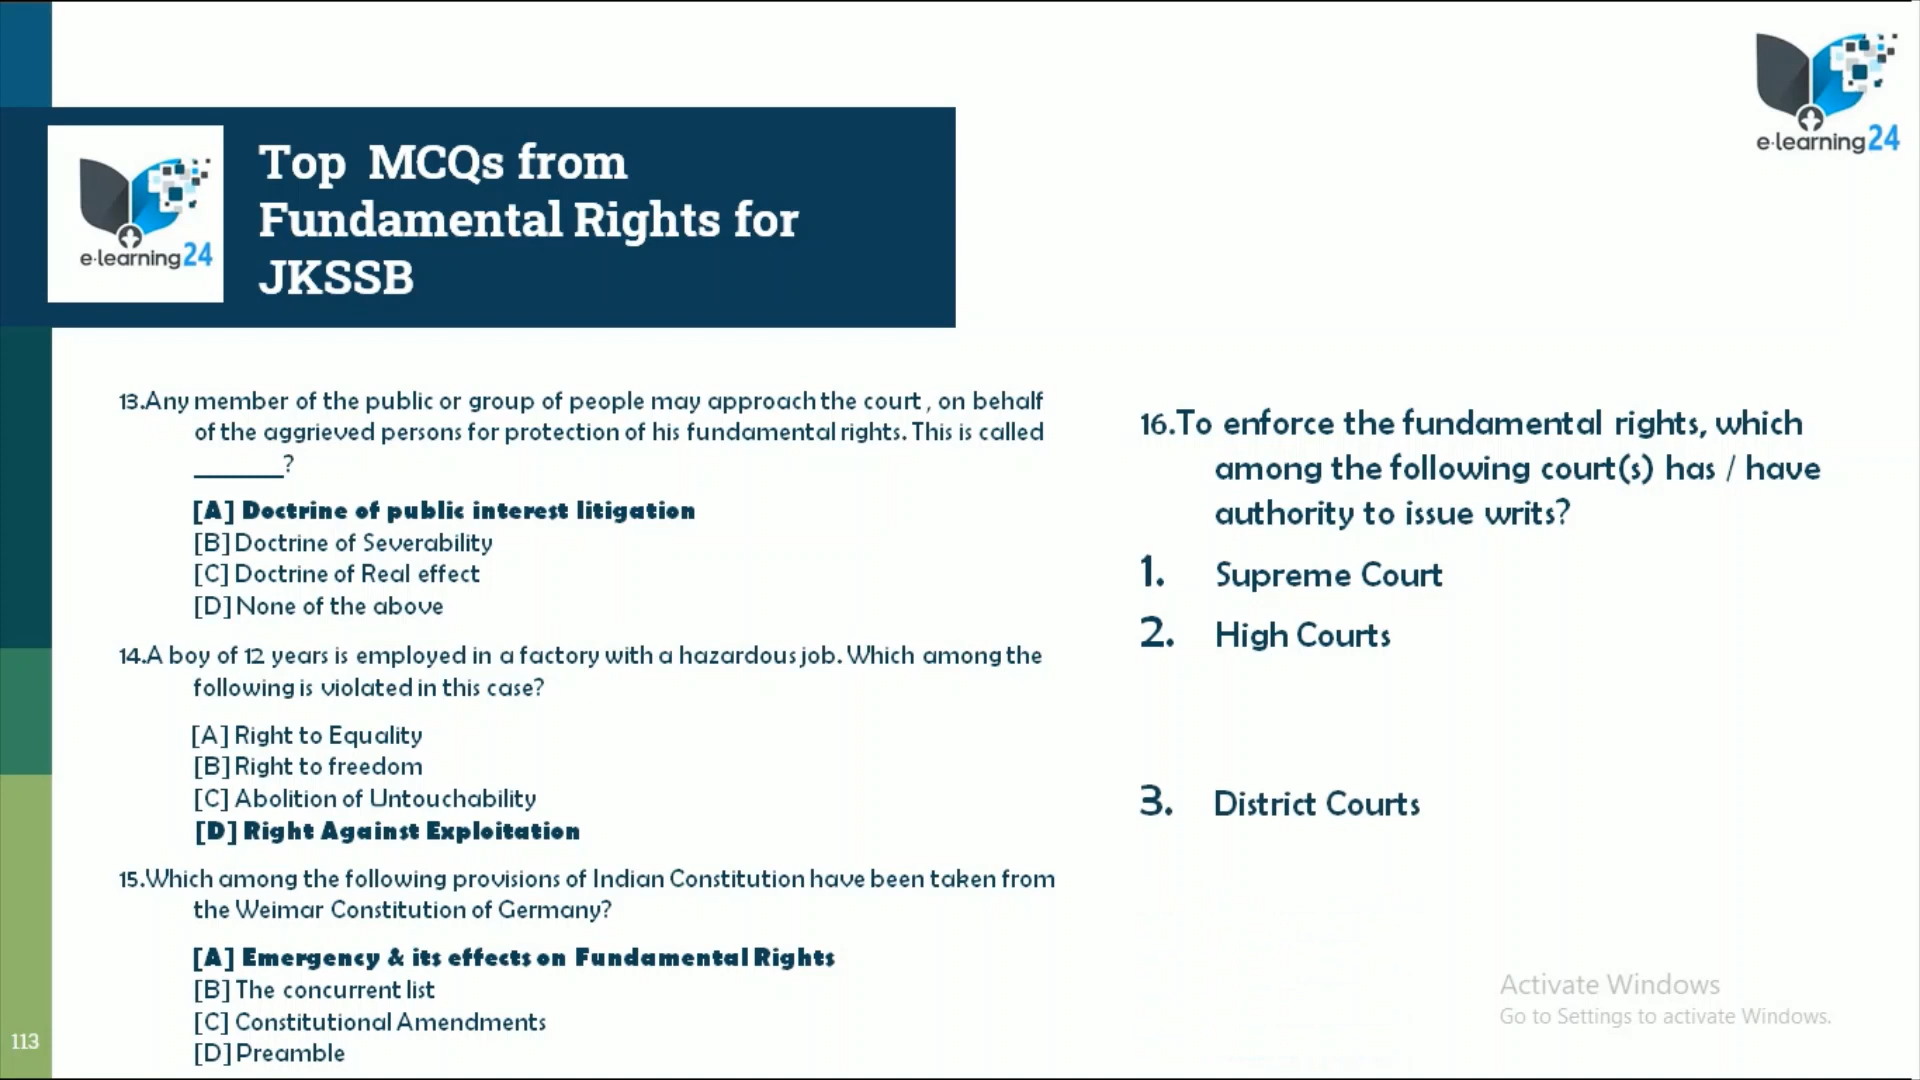 e-learning24
e-learning24
Top MCQs from
Fundamental Rights for
JKSSB
13.Any member of the public or group of people may approach the court , on behalf
of the aggrieved persons for protection of his fundamental rights. This is called
_______?
[A] Doctrine of public interest litigation
[B] Doctrine of Severability
[C] Doctrine of Real effect
[D] None of the above
14.A boy of 12 years is employed in a factory with a hazardous job. Which among the
following is violated in this case?
[A] Right to Equality
[B] Right to freedom
[C] Abolition of Untouchability
[D] Right Against Exploitation
15.Which among the following provisions of Indian Constitution have been taken from
the Weimar Constitution of Germany?
[A] Emergency & its effects on Fundamental Rights
[B] The concurrent list
[C] Constitutional Amendments
[D] Preamble
16.To enforce the fundamental rights, which
among the following court(s) has / have
authority to issue writs?
1. Supreme Court
2. High Courts
3. District Courts
Activate Windows
Go to Settings to activate Windows.
113